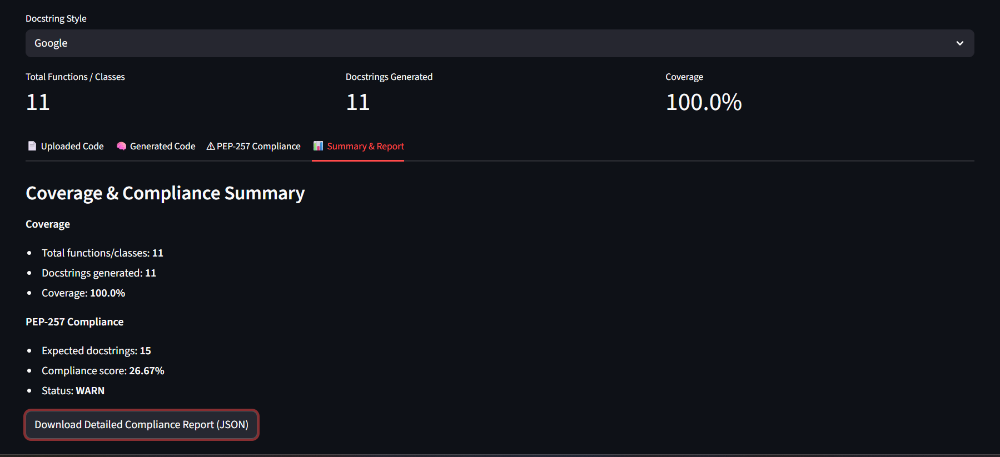 Docstring Style
Google
Total Functions / Classes
Docstrings Generated
Coverage
11
11
100.0%
Uploaded Code
Generated Code
PEP-257 Compliance
Summary & Report
Coverage & Compliance Summary
Coverage
Total functions/classes: 11
Docstrings generated: 11
Coverage: 100.0%
PEP-257 Compliance
Expected docstrings: 15
Compliance score: 26.67%
Status: WARN
Download Detailed Compliance Report (JSON)